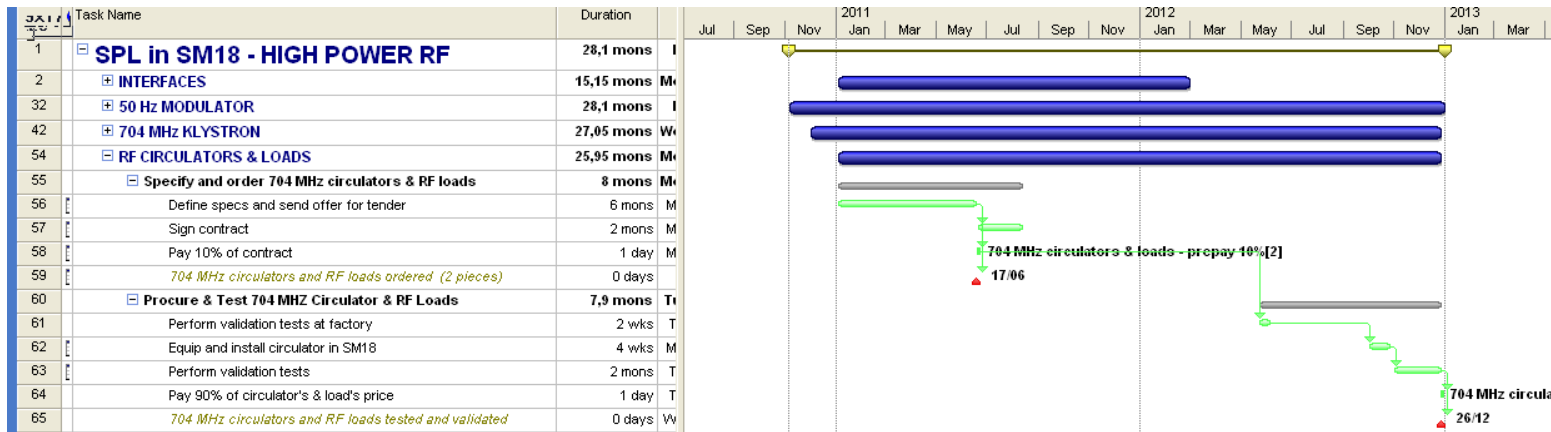 Task Name Duration 2011 2012 2013
Jul Sep Nov Jan Mar May Jul Sep Nov Jan Mar May Jul Sep Nov Jan Mar
1 SPL in SM18 - HIGH POWER RF 28,1 mons
2 INTERFACES 15,15 mons
32 50 Hz MODULATOR 28,1 mons
42 704 MHz KLYSTRON 27,05 mons
54 RF CIRCULATORS & LOADS 25,95 mons
55 Specify and order 704 MHz circulators & RF loads 8 mons
56 Define specs and send offer for tender 6 mons M
57 Sign contract 2 mons M
58 Pay 10% of contract 1 day M 704 MHz circulators & loads - prepay 10%[2]
59 704 MHz circulators and RF loads ordered (2 pieces) 0 days 17/06
60 Procure & Test 704 MHZ Circulator & RF Loads 7,9 mons
61 Perform validation tests at factory 2 wks T
62 Equip and install circulator in SM18 4 wks M
63 Perform validation tests 2 mons T
64 Pay 90% of circulator's & load's price 1 day T 704 MHz circula
65 704 MHz circulators and RF loads tested and validated 0 days 26/12